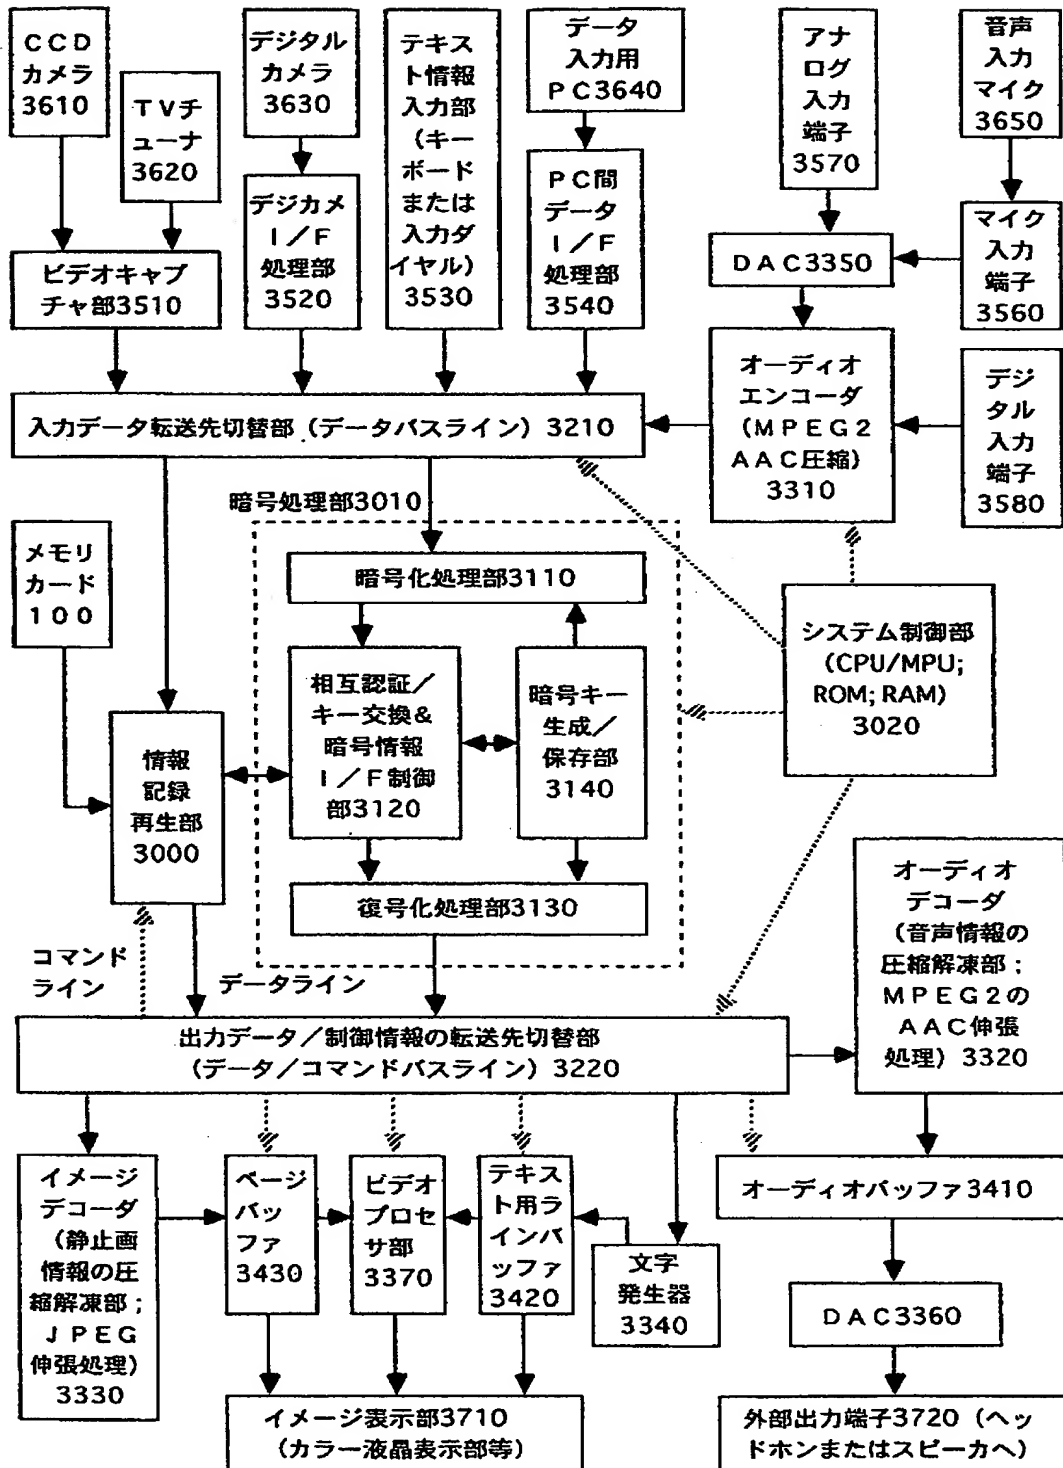 CCD
カメラ
3610
TVチ
ューナ
3620
デジタル
カメラ
3630
テキス
ト情報
入力部
(キー
ボード
または
入力ダ
イヤル)
3530
データ
入力用
PC3640
アナ
ログ
入力
端子
3570
音声
入力
マイク
3650
ビデオキャプ
チャ部3510
デジカメ
I/F
処理部
3520
PC間
データ
I/F
処理部
3540
DAC3350
マイク
入力
端子
3560
オーディオ
エンコーダ
(MPEG2
AAC圧縮)
3310
デジ
タル
入力
端子
3580
入力データ転送先切替部(データバスライン)3210
暗号処理部3010
メモリ
カード
100
暗号化処理部3110
相互認証/
キー交換&
暗号情報
I/F制御
部3120
暗号キー
生成/
保存部
3140
システム制御部
(CPU/MPU;
ROM; RAM)
3020
情報
記録
再生部
3000
復号化処理部3130
オーディオ
デコーダ
(音声情報の
圧縮解凍部;
MPEG2の
AAC伸張
処理)3320
コマンド
ライン
データライン
出力データ/制御情報の転送先切替部
(データ/コマンドバスライン)3220
イメージ
デコーダ
(静止画
情報の圧
縮解凍部;
JPEG
伸張処理)
3330
ページ
バッ
ファ
3430
ビデオ
プロセ
サ部
3370
テキス
ト用ラ
インバ
ッファ
3420
文字
発生器
3340
オーディオバッファ3410
DAC3360
イメージ表示部3710
(カラー液晶表示部等)
外部出力端子3720(ヘッ
ドホンまたはスピーカへ)